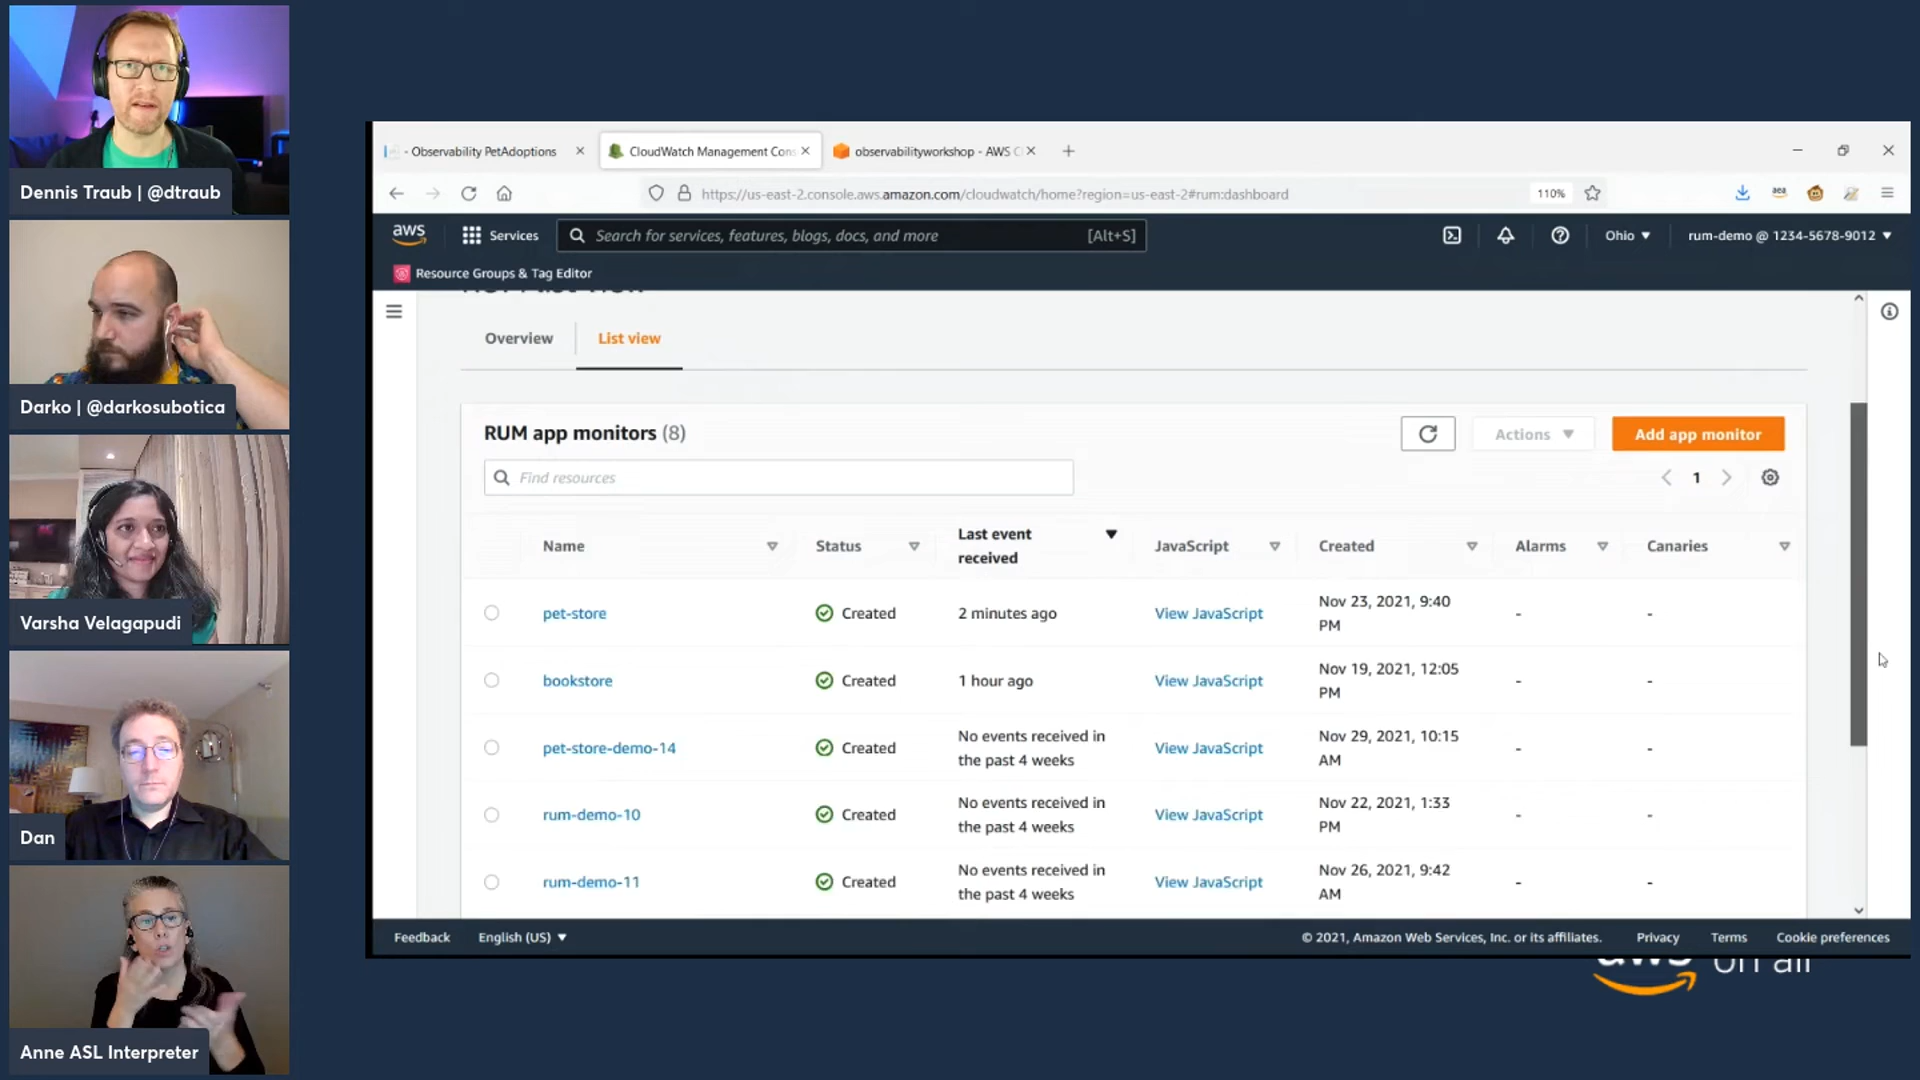 Dennis Traub | @dtraub
Darko | @darkosubotica
Varsha Velagapudi
Dan
Anne ASL Interpreter
- Observability PetAdoptions
CloudWatch Management Cons
observabilityworkshop - AWS C
https://us-east-2.console.aws.amazon.com/cloudwatch/home?region=us-east-2#rum:dashboard
110%
aws
Services
Search for services, features, blogs, docs, and more
[Alt+S]
Ohio
rum-demo @ 1234-5678-9012
Resource Groups & Tag Editor
Overview
List view
RUM app monitors (8)
Actions
Add app monitor
Find resources
1
Name
Status
Last event
received
JavaScript
Created
Alarms
Canaries
pet-store
Created
2 minutes ago
View JavaScript
Nov 23, 2021, 9:40
PM
-
-
bookstore
Created
1 hour ago
View JavaScript
Nov 19, 2021, 12:05
PM
-
-
pet-store-demo-14
Created
No events received in
the past 4 weeks
View JavaScript
Nov 29, 2021, 10:15
AM
-
-
rum-demo-10
Created
No events received in
the past 4 weeks
View JavaScript
Nov 22, 2021, 1:33
PM
-
-
rum-demo-11
Created
No events received in
the past 4 weeks
View JavaScript
Nov 26, 2021, 9:42
AM
-
-
Feedback
English (US)
© 2021, Amazon Web Services, Inc. or its affiliates.
Privacy
Terms
Cookie preferences
aws on air